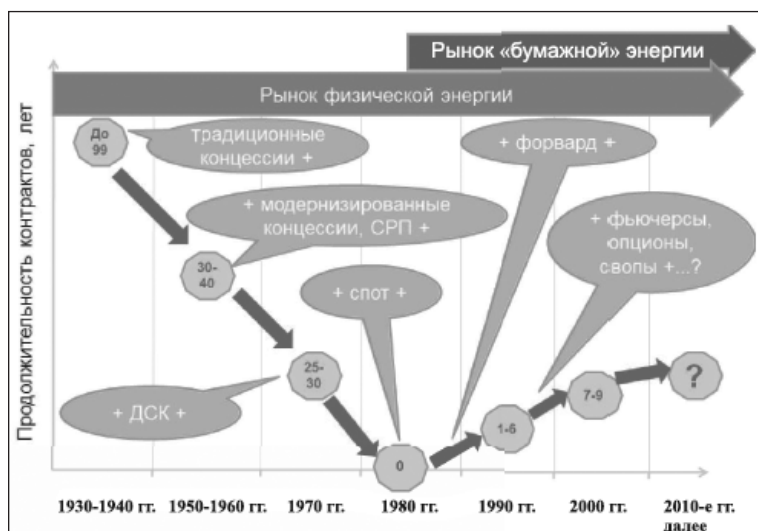 Рынок «бумажной» энергии
Рынок физической энергии
Продолжительность контрактов, лет
До
99
традиционные
концессии +
+ форвард +
+ модернизированные
концессии, СРП +
+ фьючерсы,
опционы,
свопы +...?
30-
40
+ спот +
25-
30
?
7-9
+ ДСК +
1-6
0
1930-1940 гг.
1950-1960 гг.
1970 гг.
1980 гг.
1990 гг.
2000 гг.
2010-е гг.
далее